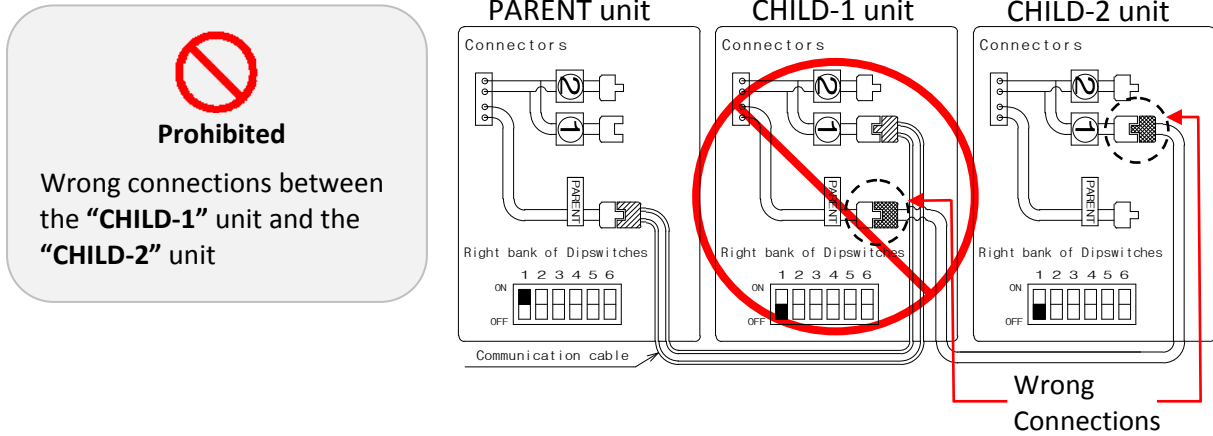 Prohibited
Wrong connections between
the “CHILD-1” unit and the
“CHILD-2” unit
PARENT unit
Connectors
2
1
PARENT
Right bank of Dipswitches
1 2 3 4 5 6
ON
OFF
Communication cable
CHILD-1 unit
Connectors
2
1
PARENT
Right bank of Dipswitches
1 2 3 4 5 6
ON
OFF
CHILD-2 unit
Connectors
2
1
PARENT
Right bank of Dipswitches
1 2 3 4 5 6
ON
OFF
Wrong
Connections